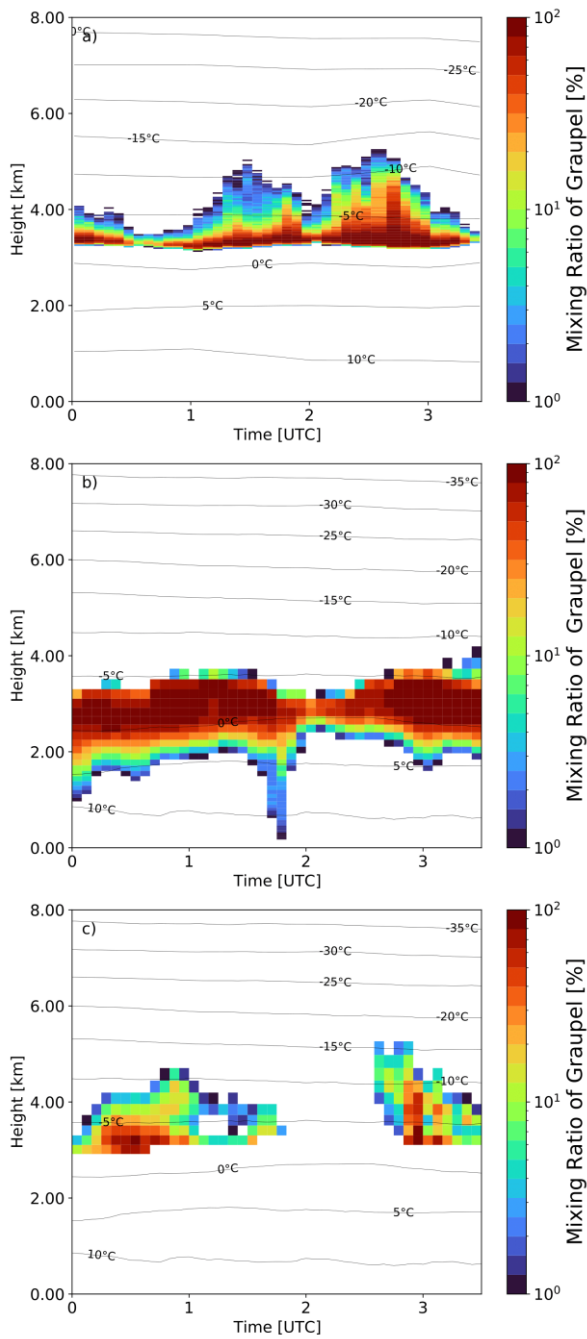 8.00
a)
0°C
-25°C
-20°C
6.00
-15°C
-10°C
4.00
-5°C
0°C
5°C
2.00
10°C
0.00
0
1
2
3
Time [UTC]
Height [km]
10²
10¹
10⁰
Mixing Ratio of Graupel [%]
8.00
b)
-35°C
-30°C
-25°C
6.00
-20°C
-15°C
-10°C
4.00
-5°C
0°C
2.00
5°C
10°C
0.00
0
1
2
3
Time [UTC]
Height [km]
10²
10¹
10⁰
Mixing Ratio of Graupel [%]
8.00
c)
-35°C
-30°C
-25°C
6.00
-20°C
-15°C
-10°C
4.00
-5°C
0°C
2.00
5°C
10°C
0.00
0
1
2
3
Time [UTC]
Height [km]
10²
10¹
10⁰
Mixing Ratio of Graupel [%]